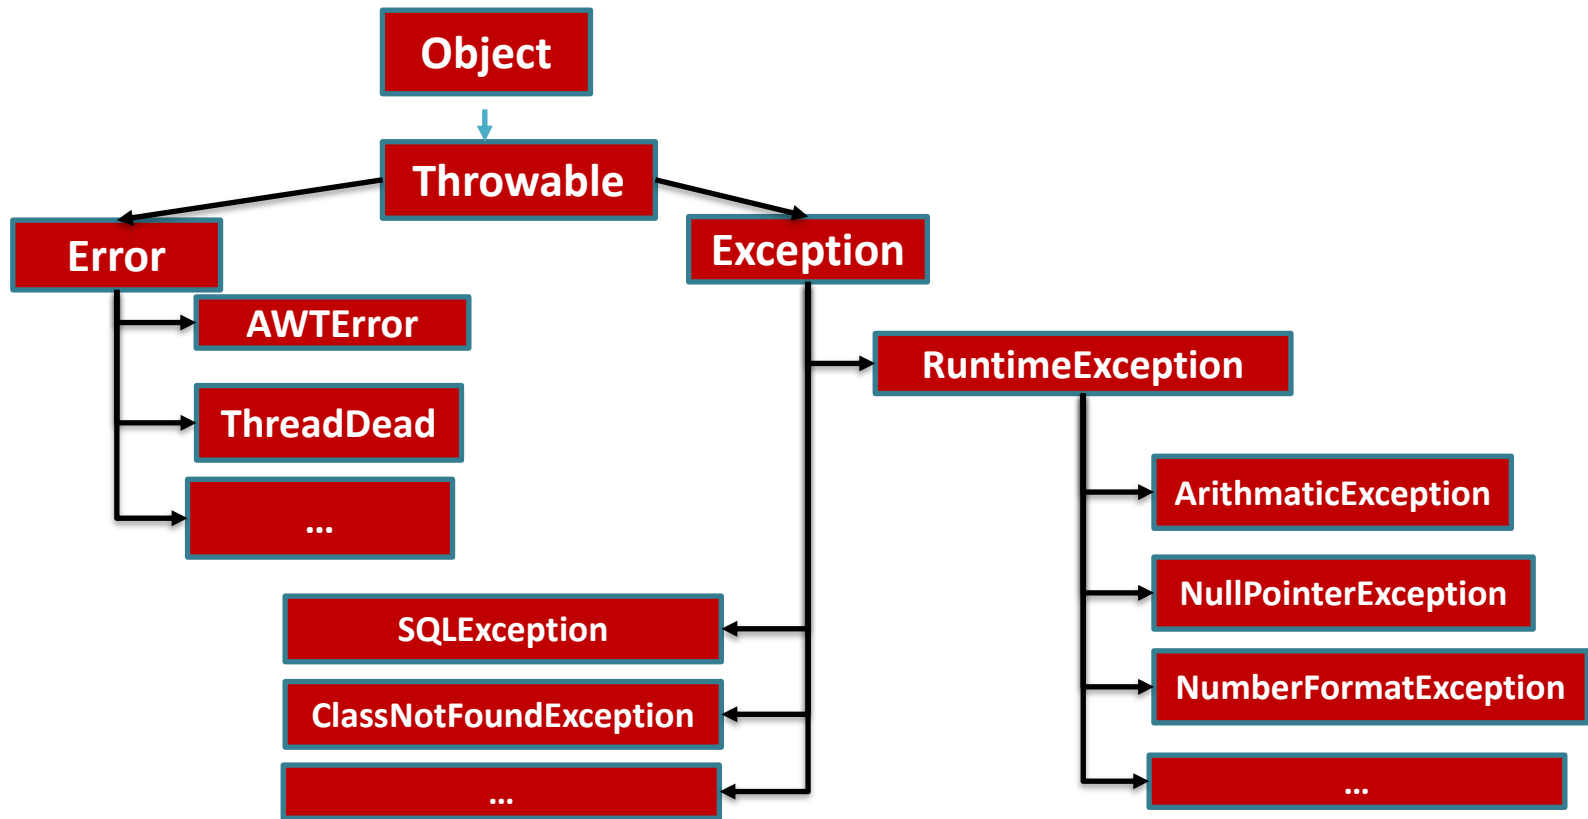 Object
Throwable
Error
Exception
AWTError
RuntimeException
ThreadDead
ArithmaticException
...
NullPointerException
SQLException
NumberFormatException
ClassNotFoundException
...
...